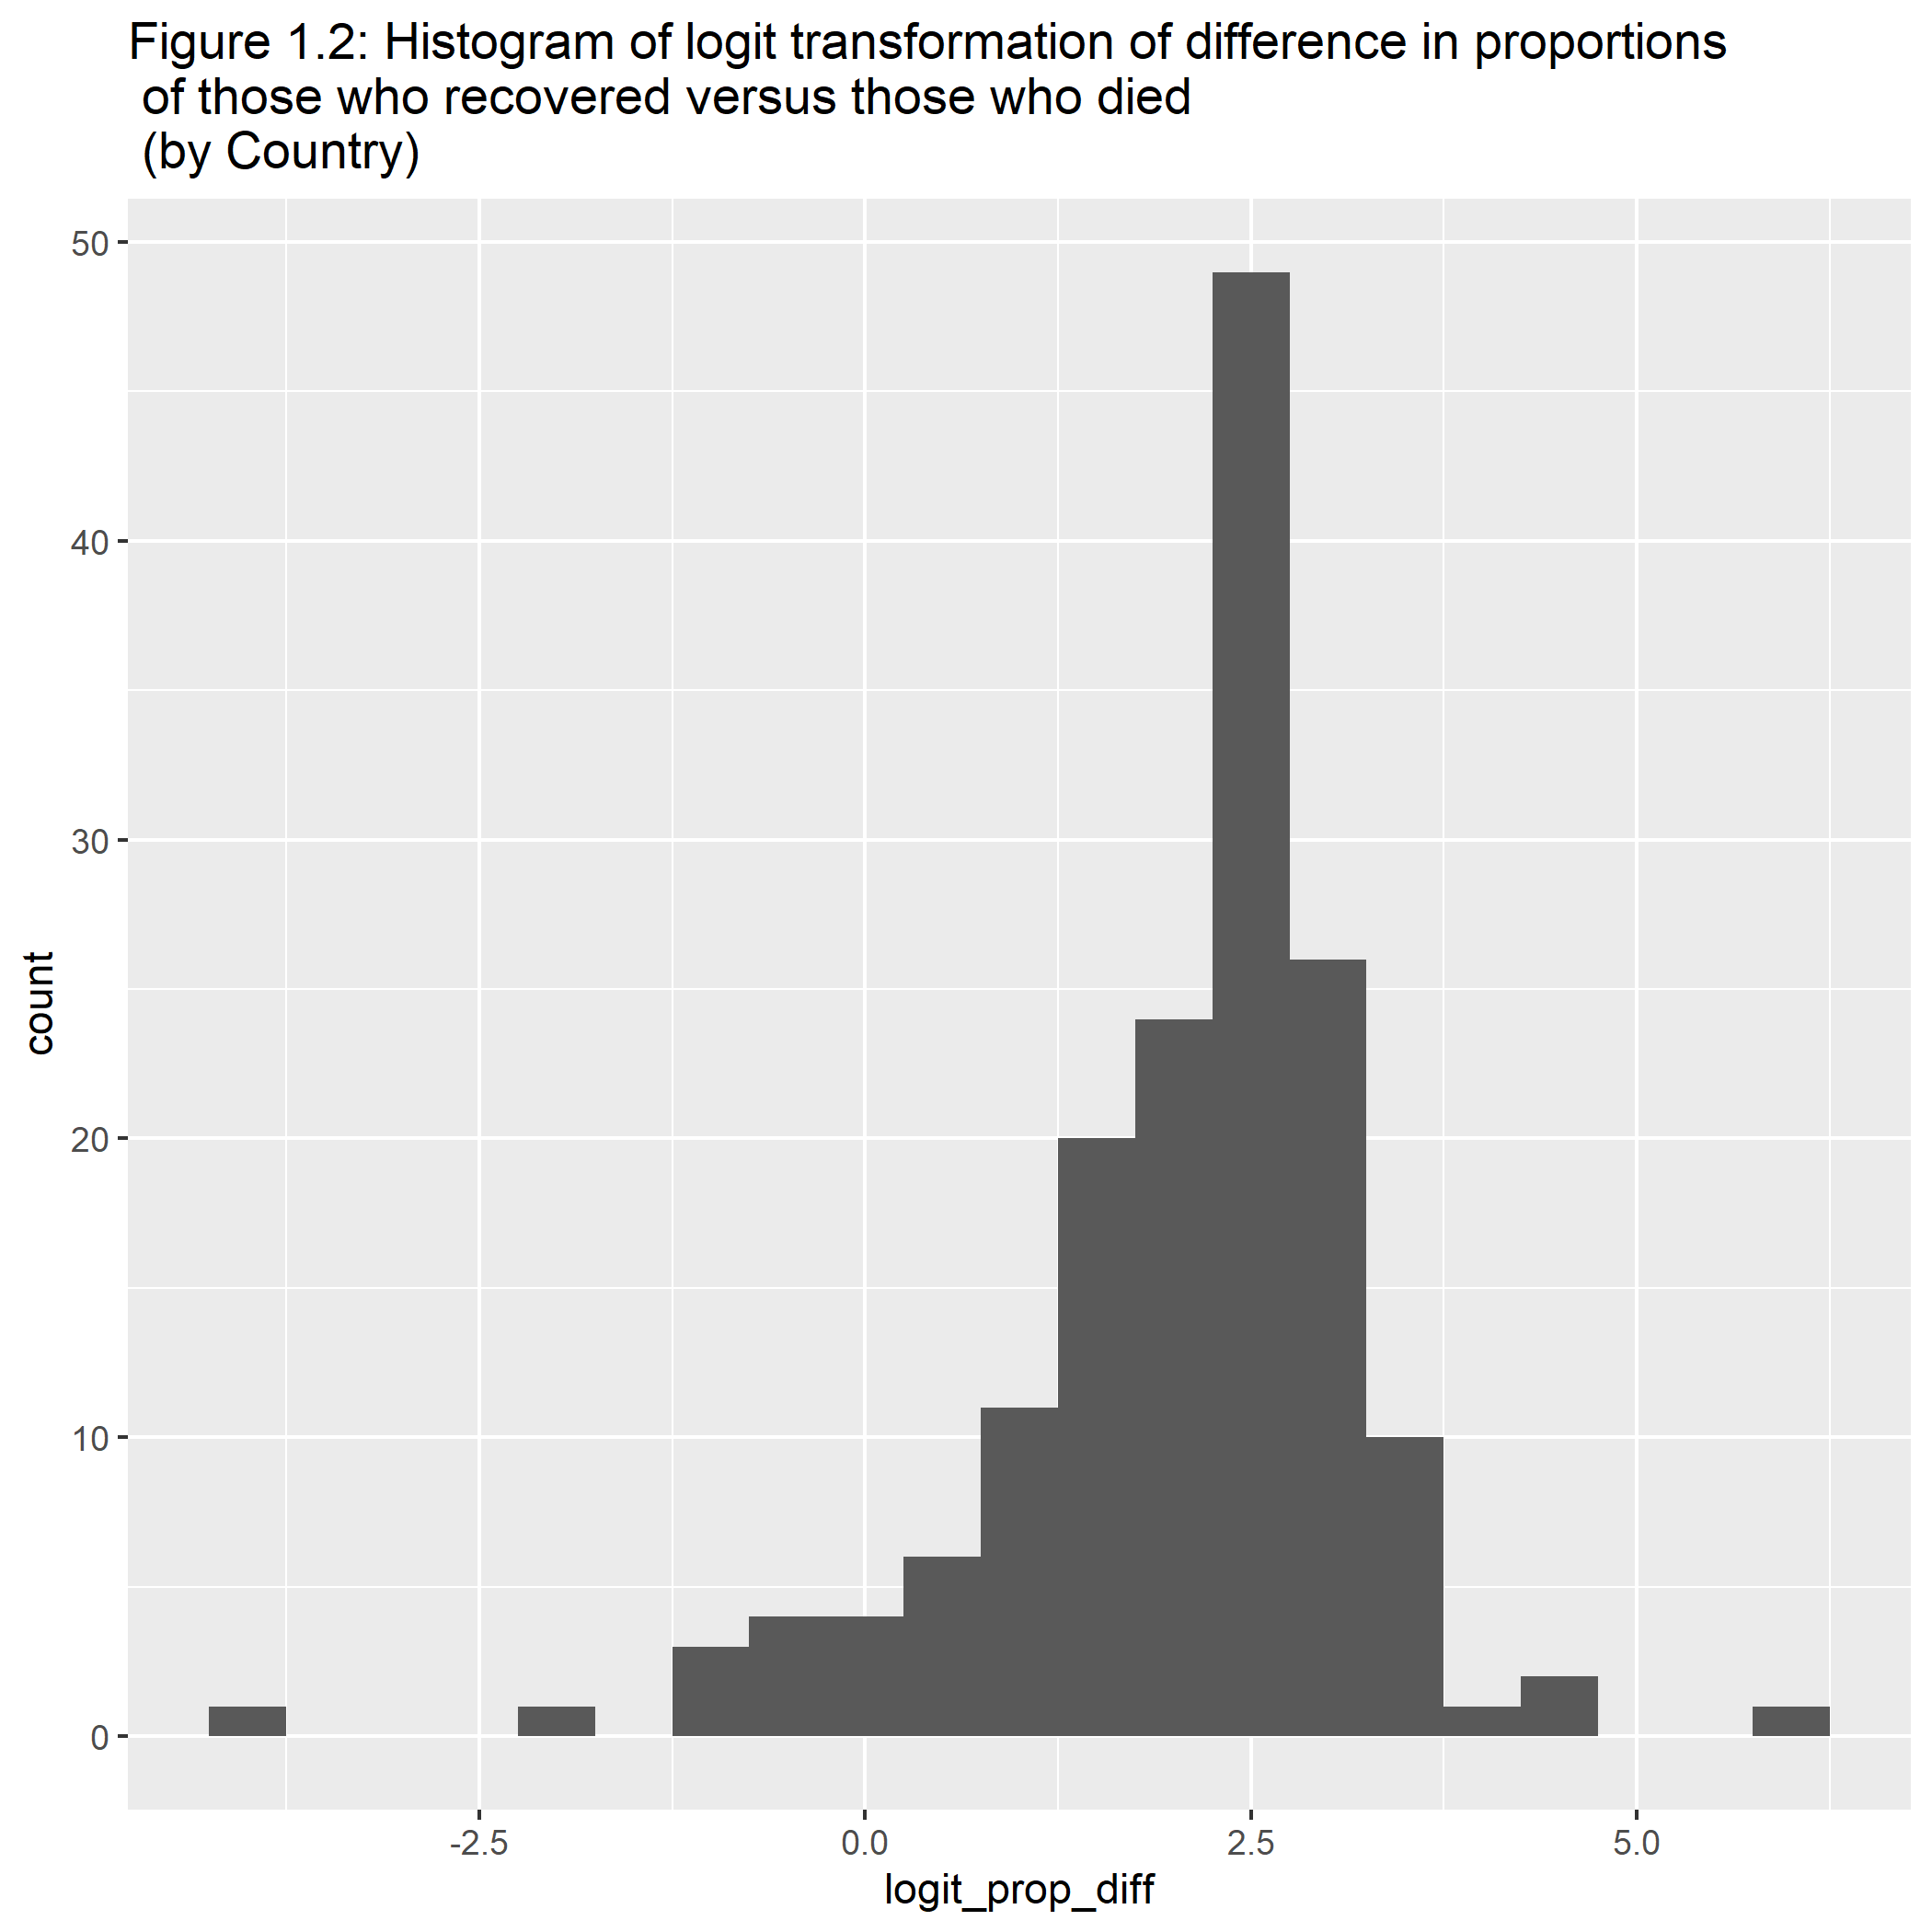 Figure 1.2: Histogram of logit transformation of difference in proportions
of those who recovered versus those who died
(by Country)
50
40
30
20
10
0
count
-2.5
0.0
2.5
5.0
logit_prop_diff